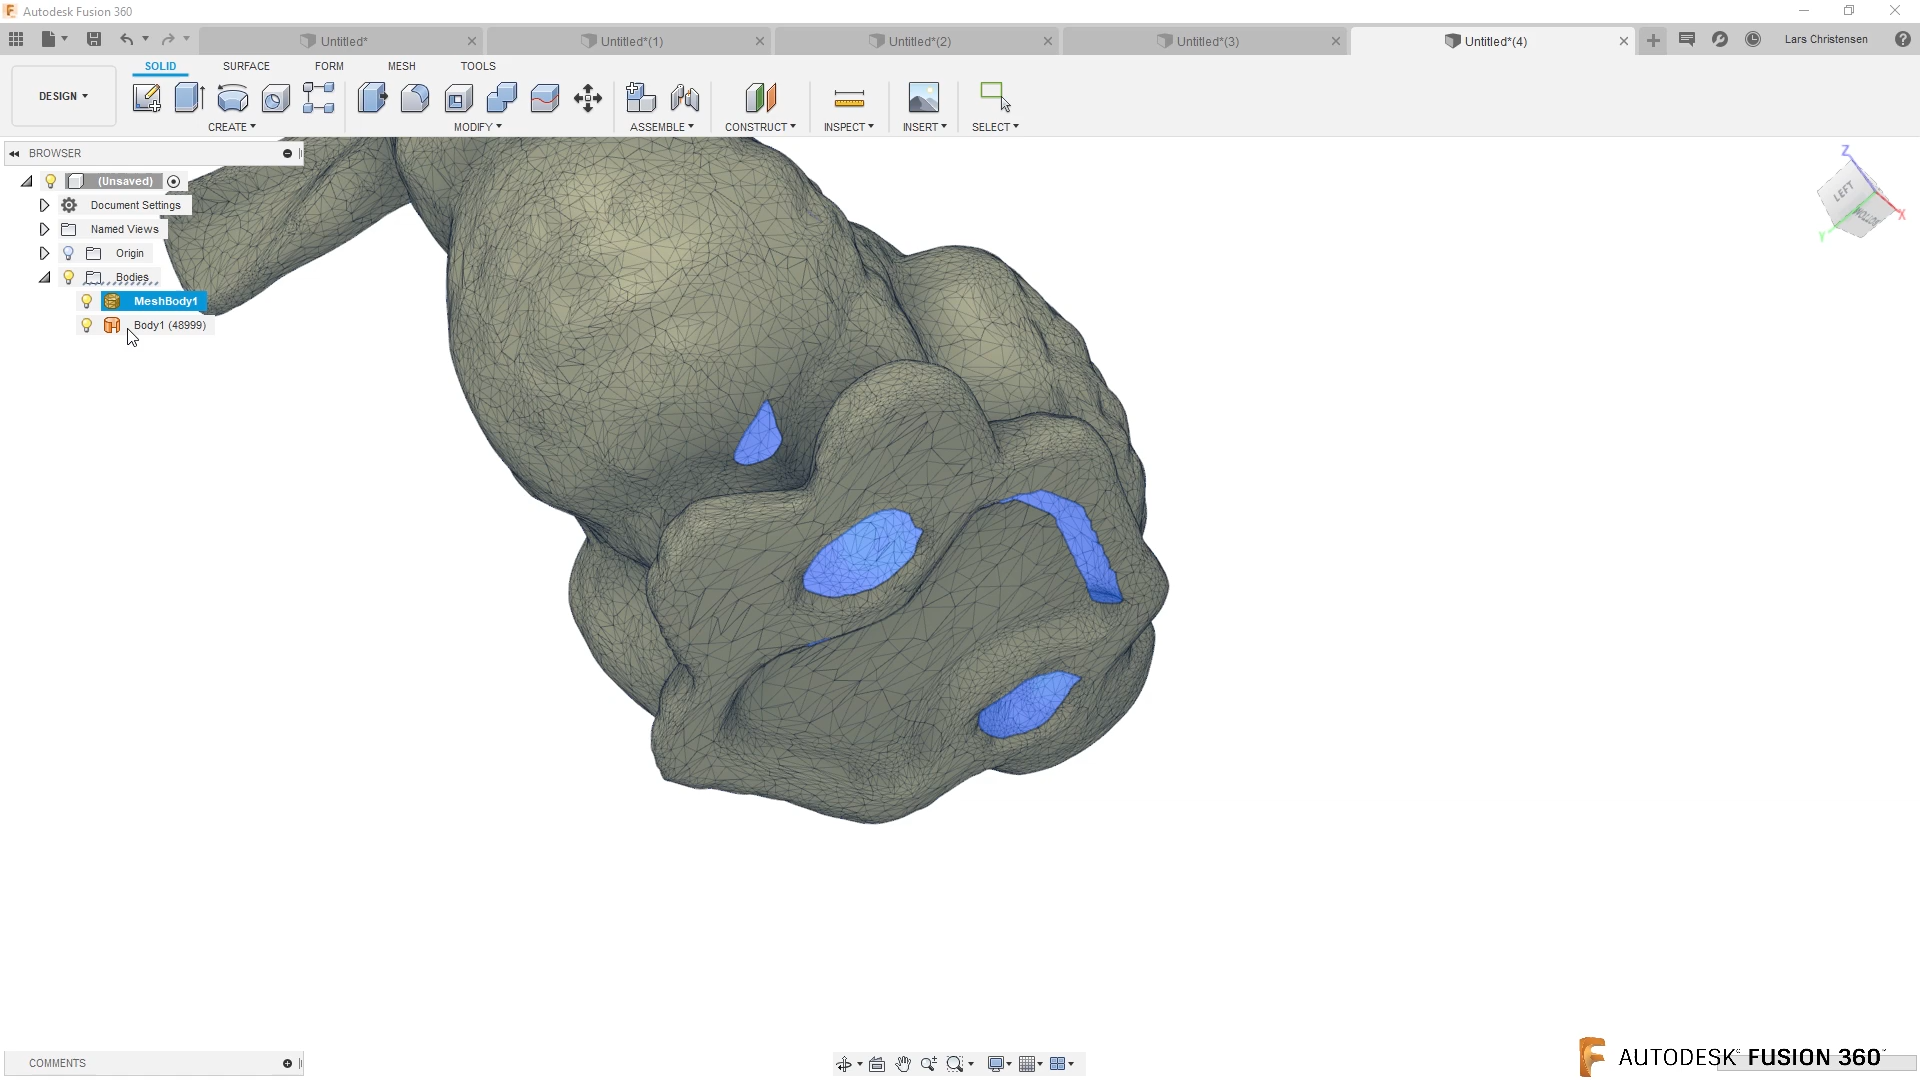 Autodesk Fusion 360
Untitled*
Untitled*(1)
Untitled*(2)
Untitled*(3)
Untitled*(4)
Lars Christensen
SOLID
SURFACE
FORM
MESH
TOOLS
DESIGN
CREATE
MODIFY
ASSEMBLE
CONSTRUCT
INSPECT
INSERT
SELECT
BROWSER
(Unsaved)
Document Settings
Named Views
Origin
Bodies
MeshBody1
Body1 (48999)
Z
LEFT
BOTTOM
X
Y
COMMENTS
AUTODESK FUSION 360